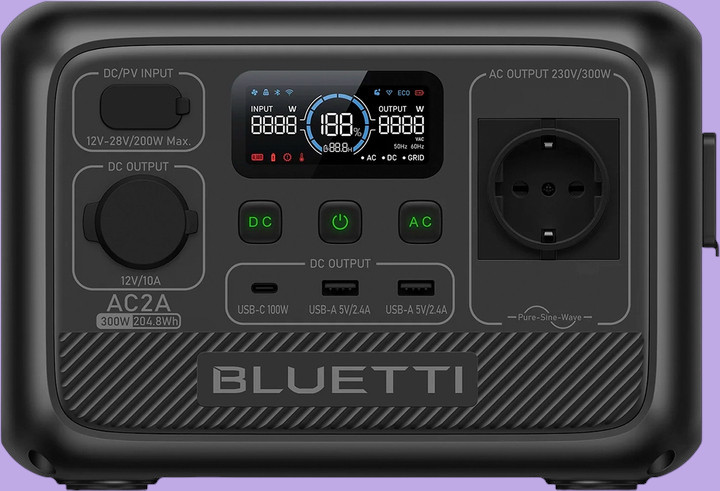 DC/PV INPUT
12V-28V/200W Max.
DC OUTPUT
12V/10A
AC2A
300W 204.8Wh
ECO
INPUT W
OUTPUT W
8888
188%
8888
88.8H
VAC
50Hz 60Hz
• AC • DC • GRID
DC
AC
DC OUTPUT
USB-C 100W
USB-A 5V/2.4A
USB-A 5V/2.4A
AC OUTPUT 230V/300W
Pure-Sine-Wave
BLUETTI